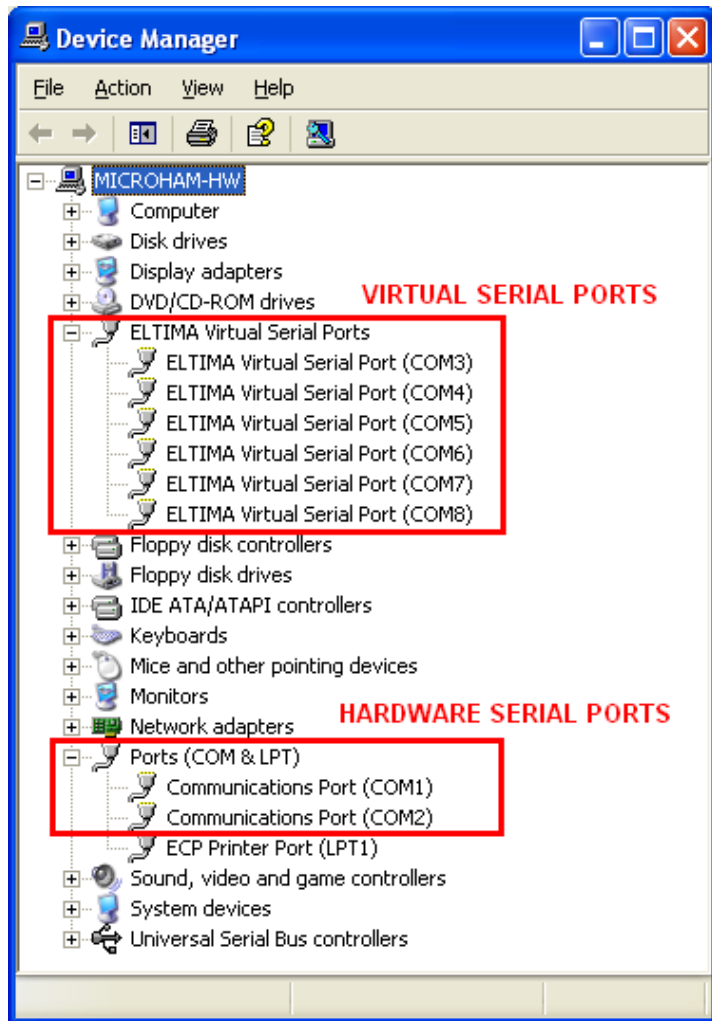 Device Manager
File Action View Help
MICROHAM-HW
Computer
Disk drives
Display adapters
DVD/CD-ROM drives
VIRTUAL SERIAL PORTS
ELTIMA Virtual Serial Ports
ELTIMA Virtual Serial Port (COM3)
ELTIMA Virtual Serial Port (COM4)
ELTIMA Virtual Serial Port (COM5)
ELTIMA Virtual Serial Port (COM6)
ELTIMA Virtual Serial Port (COM7)
ELTIMA Virtual Serial Port (COM8)
Floppy disk controllers
Floppy disk drives
IDE ATA/ATAPI controllers
Keyboards
Mice and other pointing devices
Monitors
Network adapters
HARDWARE SERIAL PORTS
Ports (COM & LPT)
Communications Port (COM1)
Communications Port (COM2)
ECP Printer Port (LPT1)
Sound, video and game controllers
System devices
Universal Serial Bus controllers